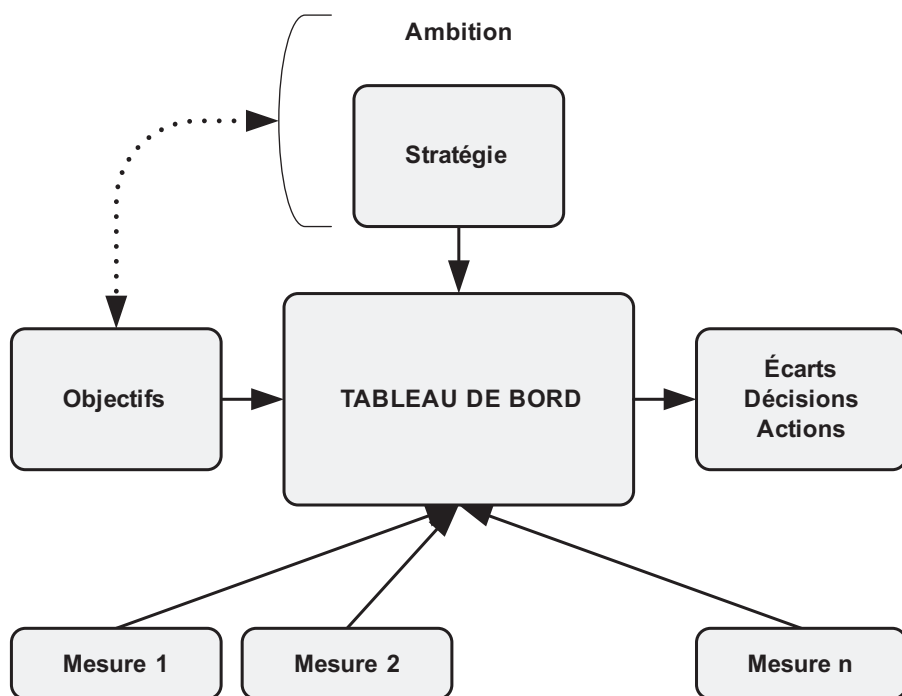 Ambition
Stratégie
Objectifs
TABLEAU DE BORD
Écarts
Décisions
Actions
Mesure 1
Mesure 2
Mesure n